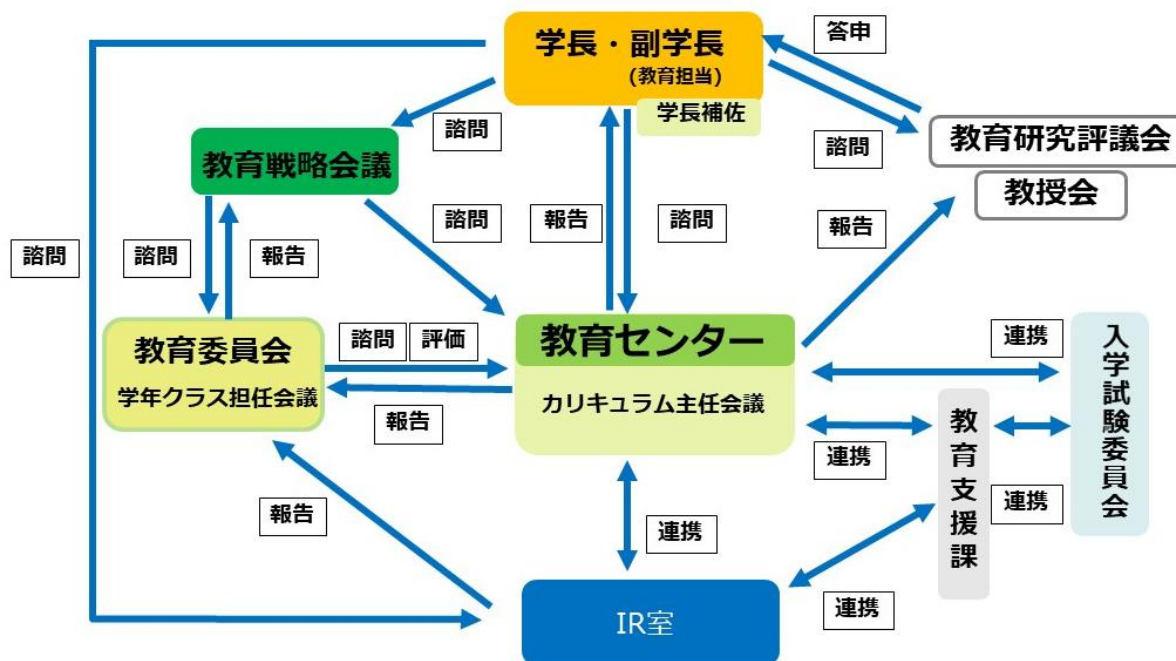 学長・副学長
(教育担当)
学長補佐
答申
諮問
教育戦略会議
諮問
教育研究評議会
教授会
諮問
諮問
報告
諮問
報告
諮問
諮問
報告
教育委員会
学年クラス担任会議
諮問
評価
報告
教育センター
カリキュラム主任会議
連携
入学試験委員会
連携
教育支援課
連携
報告
連携
連携
IR室